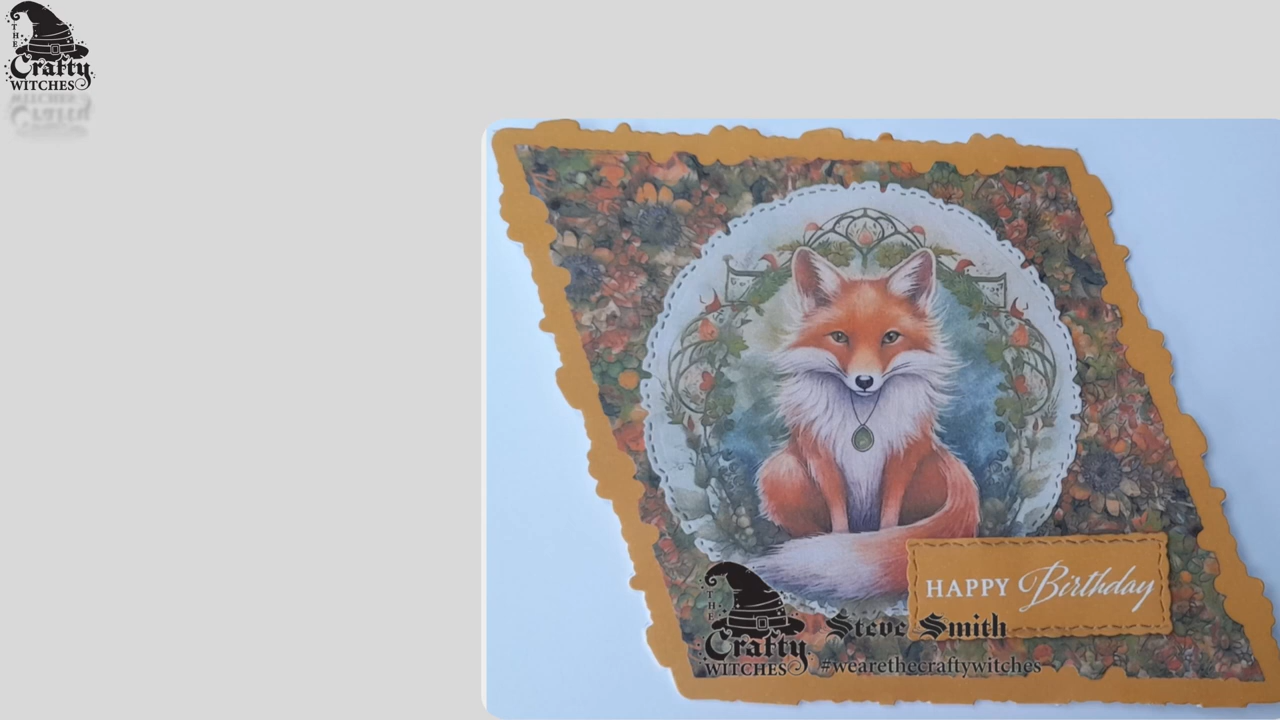 THE
Crafty
WITCHES
HAPPY Birthday
THE
Crafty
WITCHES
Steve Smith
#wearethecraftywitches